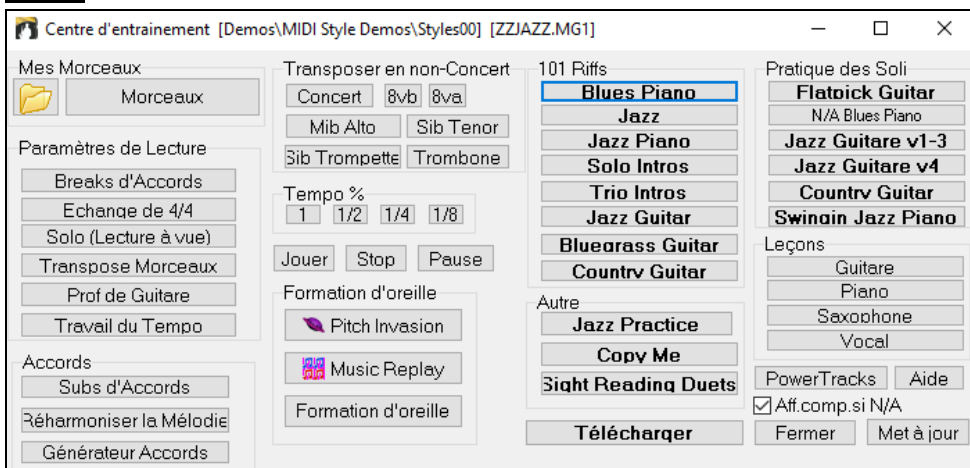 Centre d'entrainement [Demos\MIDI Style Demos\Styles00] [ZZJAZZ.MG1]
Mes Morceaux
Morceaux
Paramètres de Lecture
Breaks d'Accords
Echange de 4/4
Solo (Lecture à vue)
Transpose Morceaux
Prof de Guitare
Travail du Tempo
Accords
Subs d'Accords
Réharmoniser la Mélodie
Générateur Accords
Transposer en non-Concert
Concert 8vb 8va
Mib Alto Sib Tenor
Sib Trompette Trombone
Tempo %
1 1/2 1/4 1/8
Jouer Stop Pause
Formation d'oreille
Pitch Invasion
Music Replay
Formation d'oreille
101 Riffs
Blues Piano
Jazz
Jazz Piano
Solo Intros
Trio Intros
Jazz Guitar
Bluegrass Guitar
Country Guitar
Autre
Jazz Practice
Copy Me
Sight Reading Duets
Télécharger
Pratique des Soli
Flatpick Guitar
N/A Blues Piano
Jazz Guitare v1-3
Jazz Guitare v4
Country Guitar
Swingin Jazz Piano
Leçons
Guitare
Piano
Saxophone
Vocal
PowerTracks Aide
Aff.comp.si N/A
Fermer Met à jour